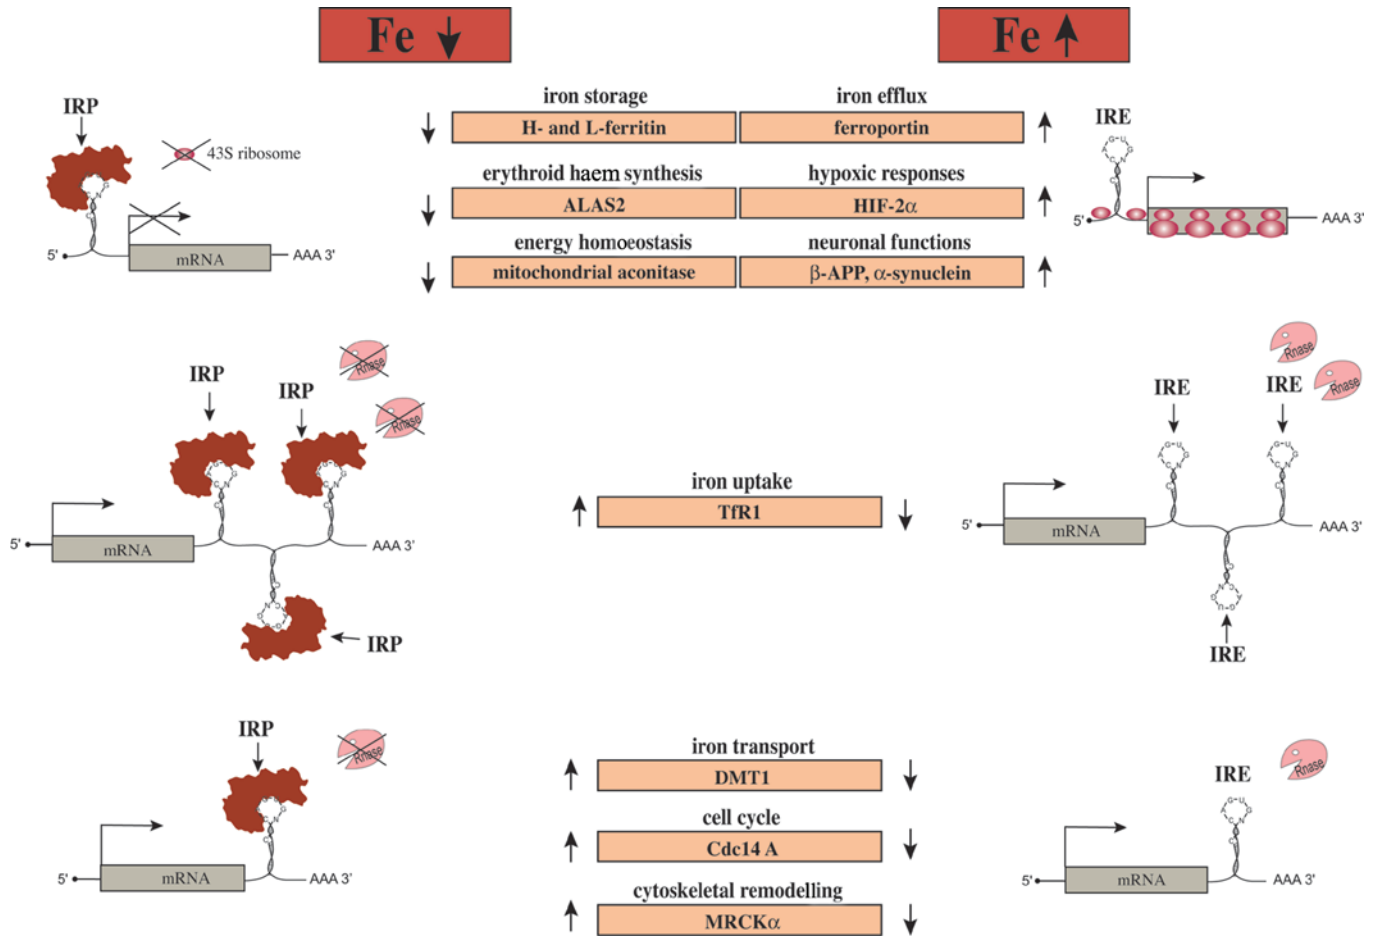 Fe
Fe
IRP
43S ribosome
5'
mRNA
AAA 3'
iron storage
iron efflux
H- and L-ferritin
ferroportin
erythroid haem synthesis
hypoxic responses
ALAS2
HIF-2α
energy homoeostasis
neuronal functions
mitochondrial aconitase
β-APP, α-synuclein
IRE
A G U G N C C
5'
AAA 3'
IRP
IRP
Rnase
Rnase
5'
mRNA
AAA 3'
IRP
iron uptake
TfR1
IRE
IRE
Rnase
Rnase
A G U G N C C
A G U G N C C
5'
mRNA
AAA 3'
C C N G U G A
IRE
IRP
Rnase
5'
mRNA
AAA 3'
iron transport
DMT1
cell cycle
Cdc14 A
cytoskeletal remodelling
MRCKα
IRE
Rnase
A G U G N C C
5'
mRNA
AAA 3'